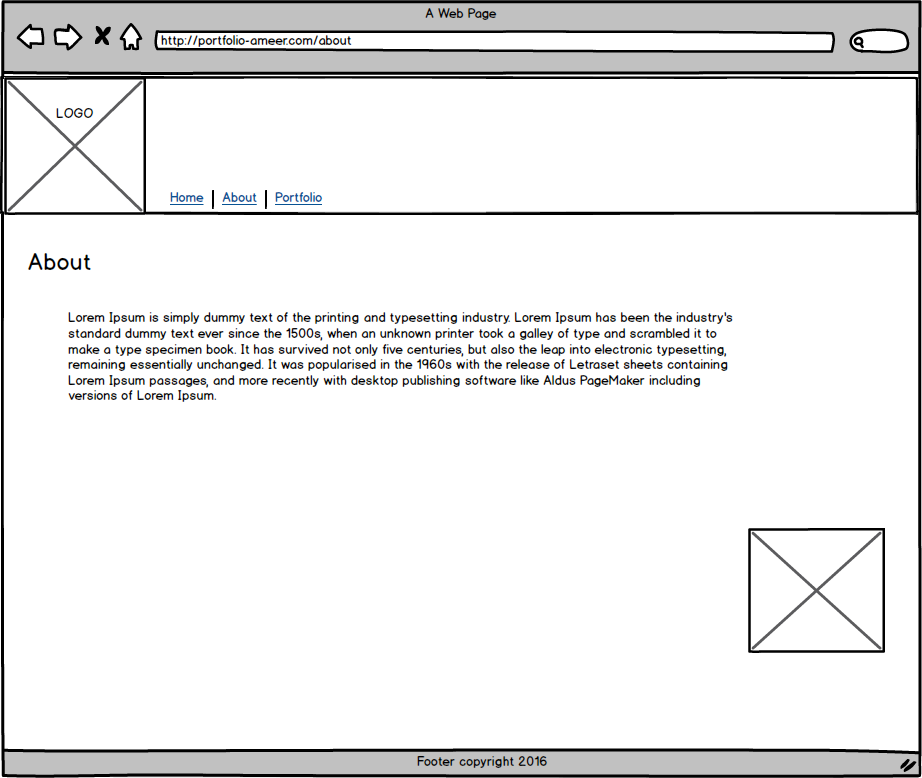 A Web Page
http://portfolio-ameer.com/about
LOGO
Home | About | Portfolio
About
Lorem Ipsum is simply dummy text of the printing and typesetting industry. Lorem Ipsum has been the industry's
standard dummy text ever since the 1500s, when an unknown printer took a galley of type and scrambled it to
make a type specimen book. It has survived not only five centuries, but also the leap into electronic typesetting,
remaining essentially unchanged. It was popularised in the 1960s with the release of Letraset sheets containing
Lorem Ipsum passages, and more recently with desktop publishing software like Aldus PageMaker including
versions of Lorem Ipsum.
Footer copyright 2016